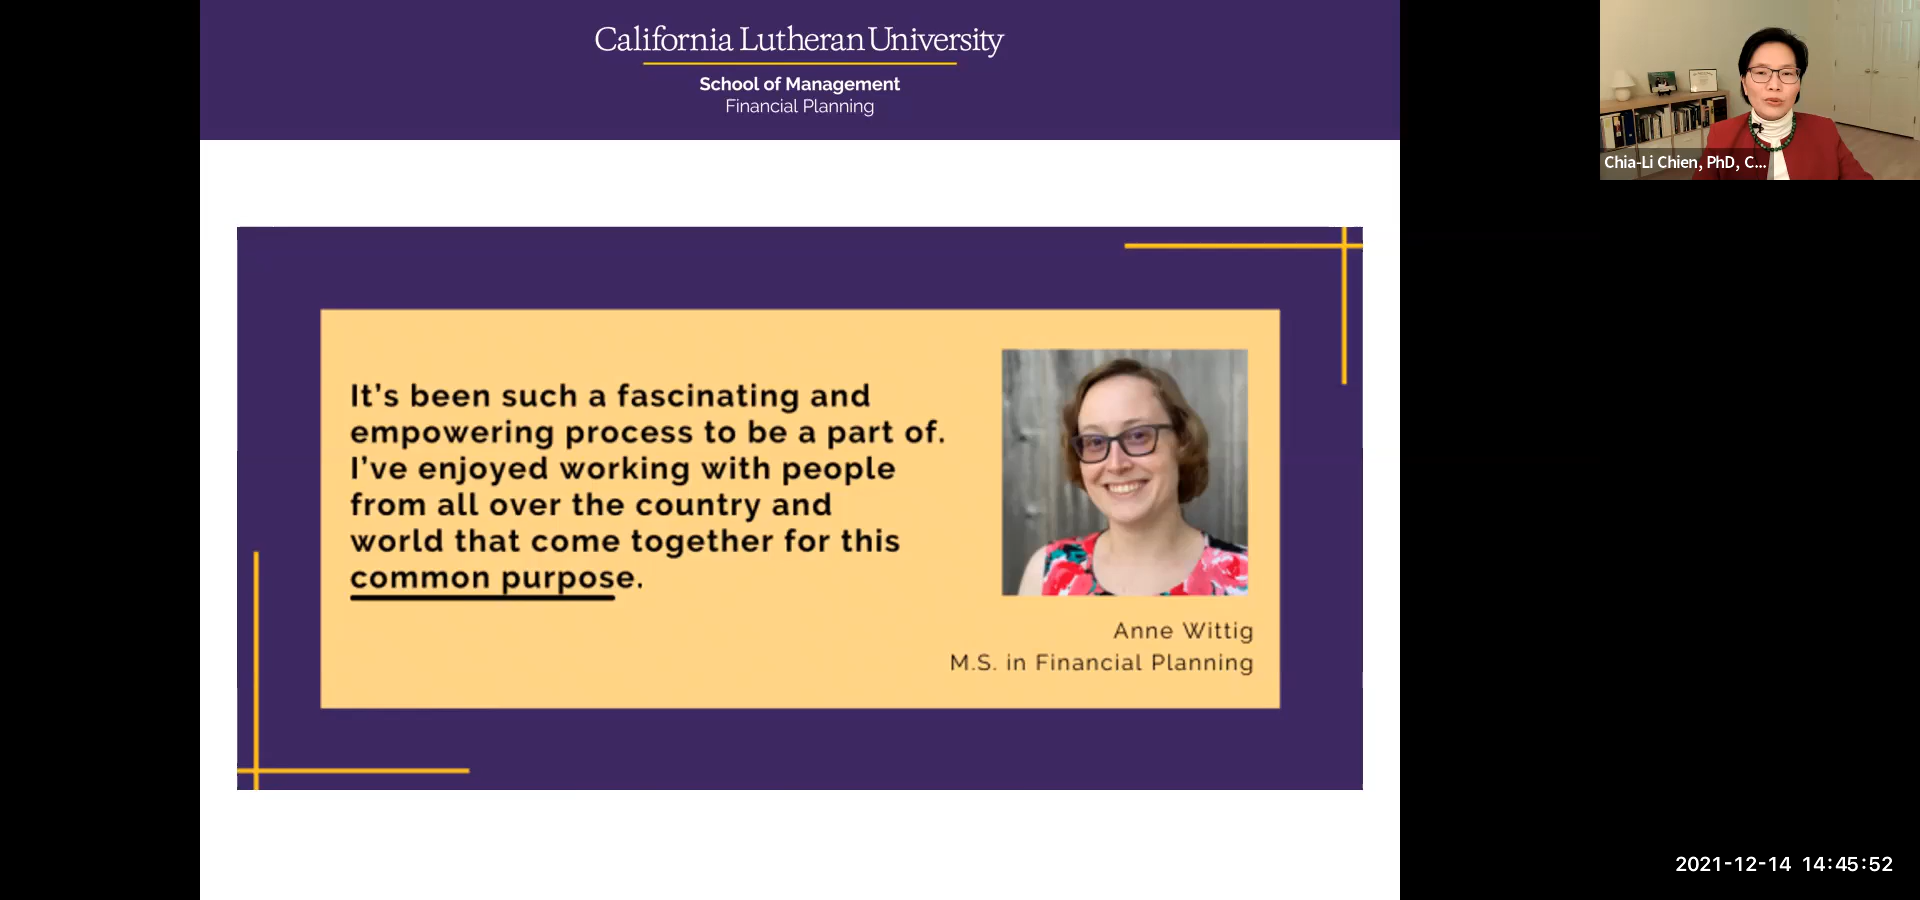 California Lutheran University
School of Management
Financial Planning
Chia-Li Chien, PhD, C...
It's been such a fascinating and
empowering process to be a part of.
I've enjoyed working with people
from all over the country and
world that come together for this
common purpose.
Anne Wittig
M.S. in Financial Planning
2021-12-14 14:45:52